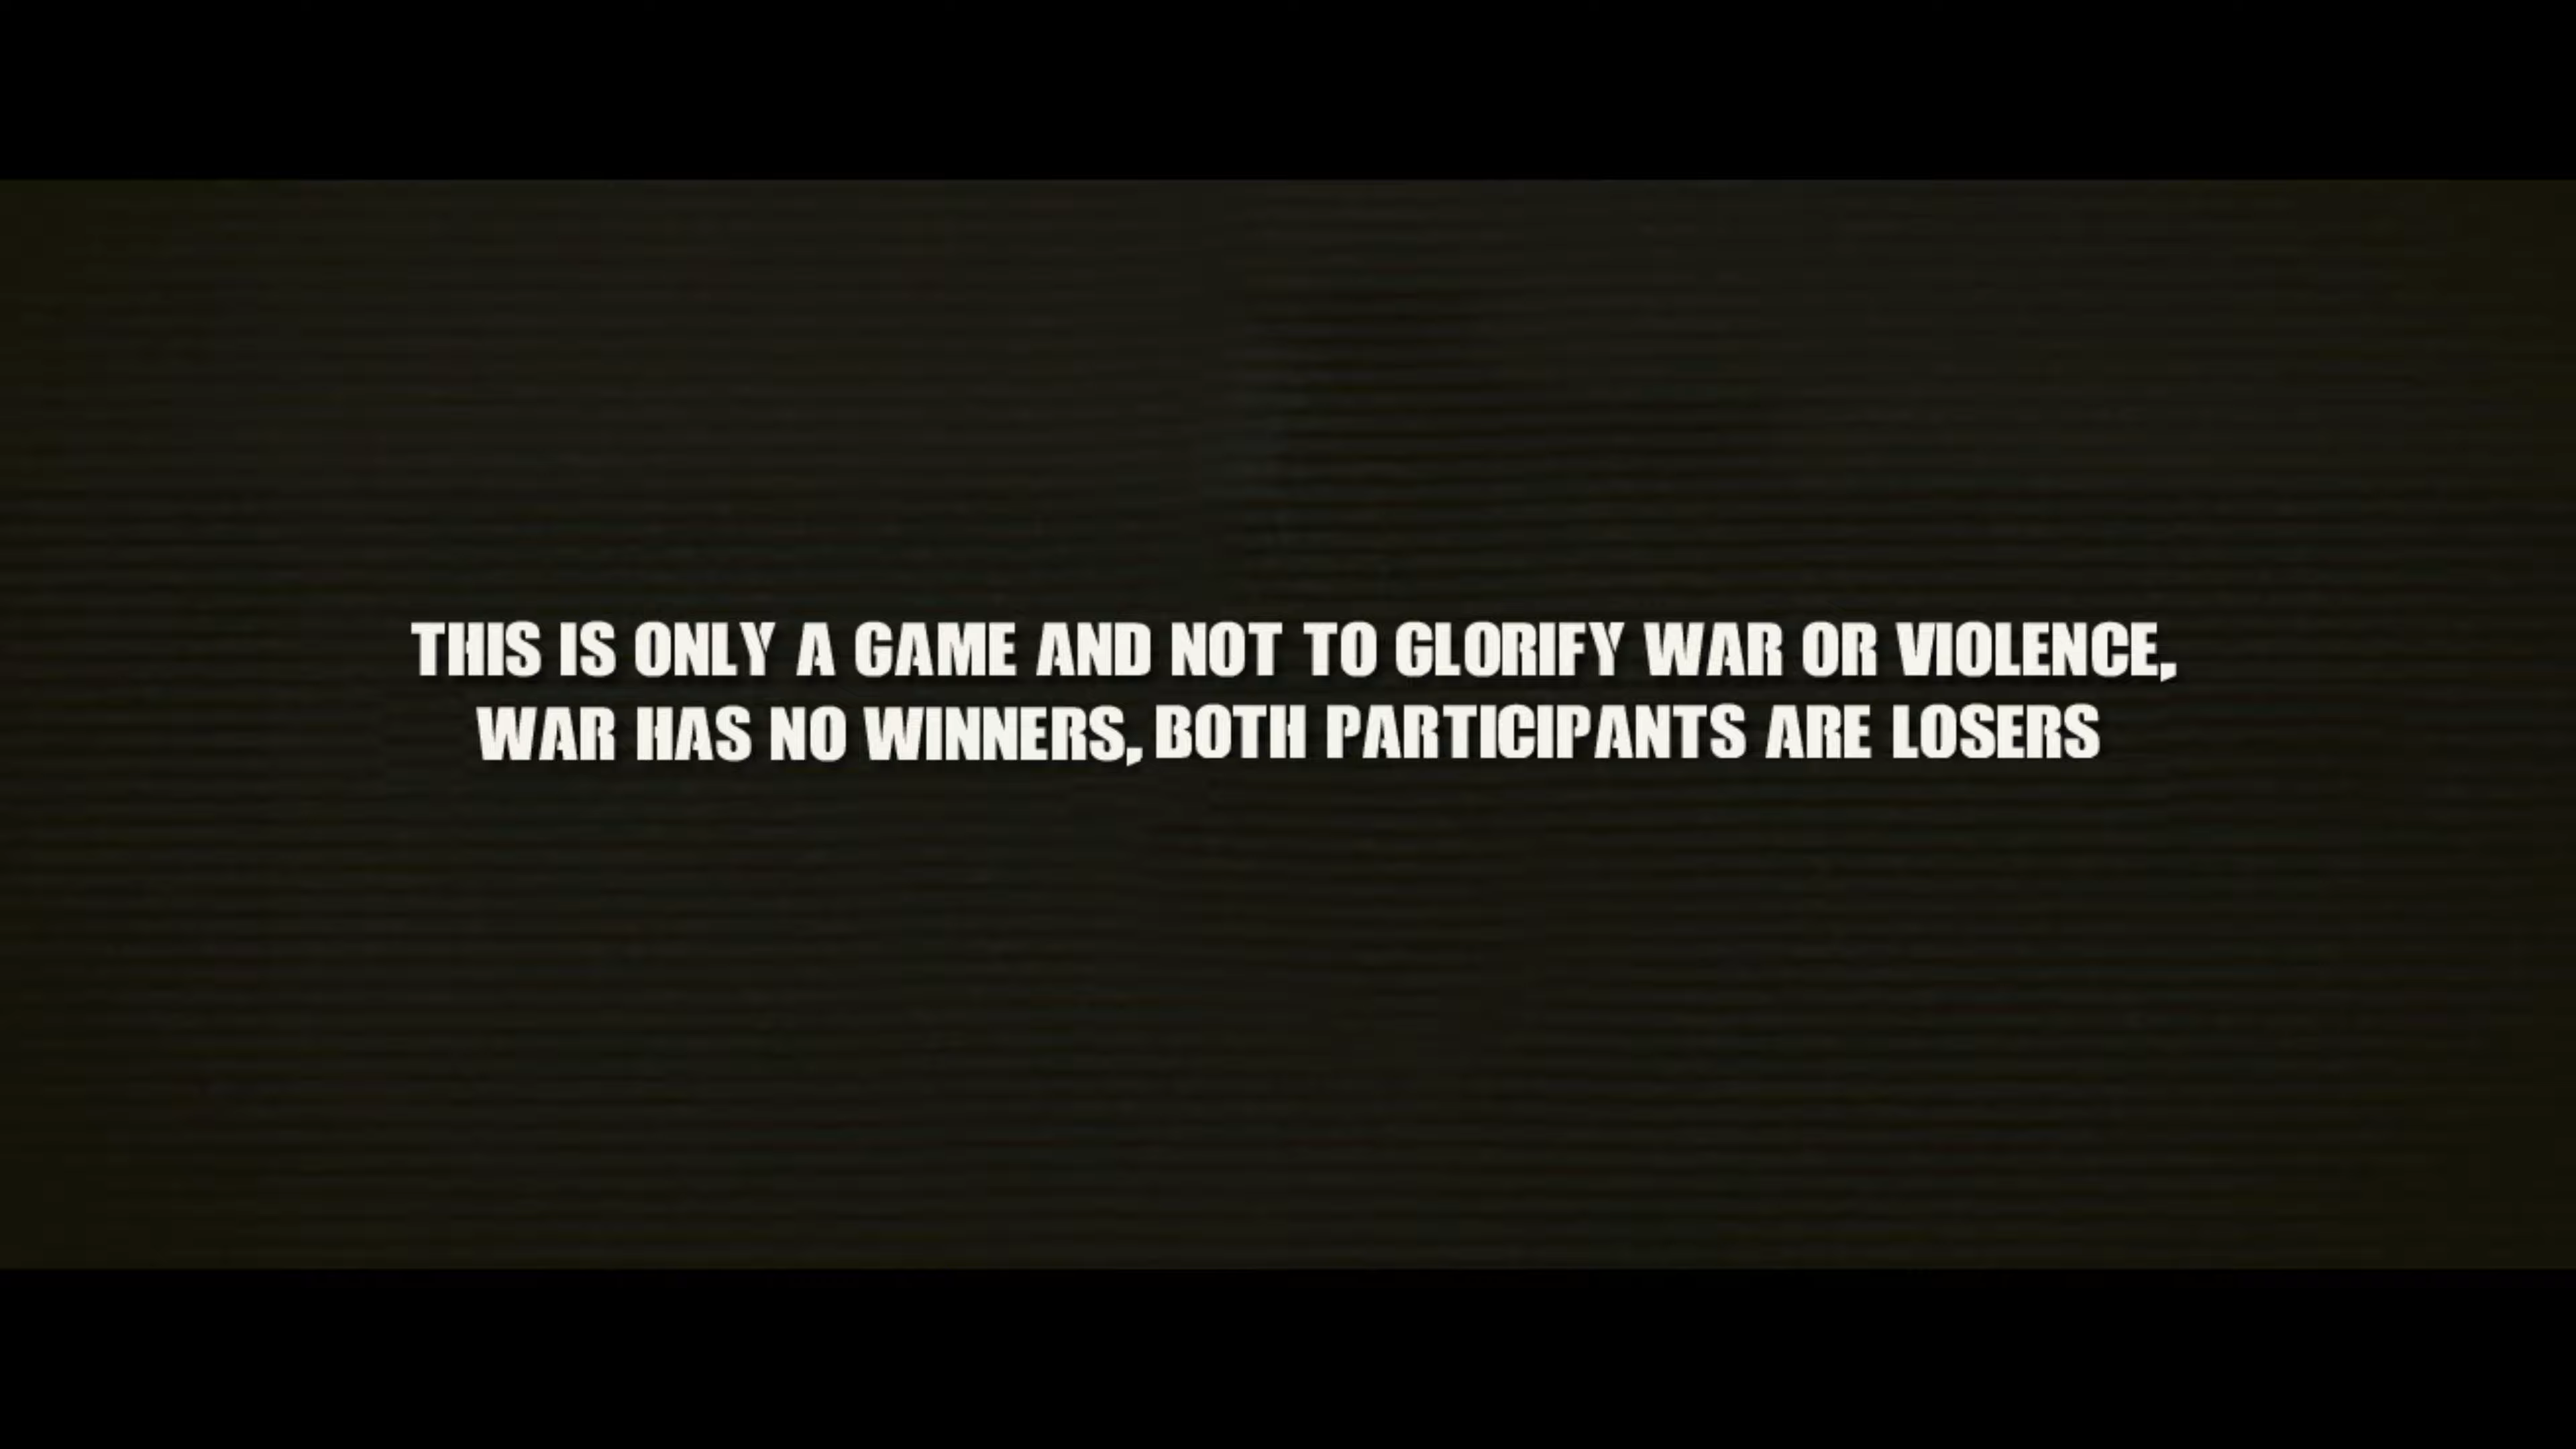 THIS IS ONLY A GAME AND NOT TO GLORIFY WAR OR VIOLENCE,
WAR HAS NO WINNERS, BOTH PARTICIPANTS ARE LOSERS